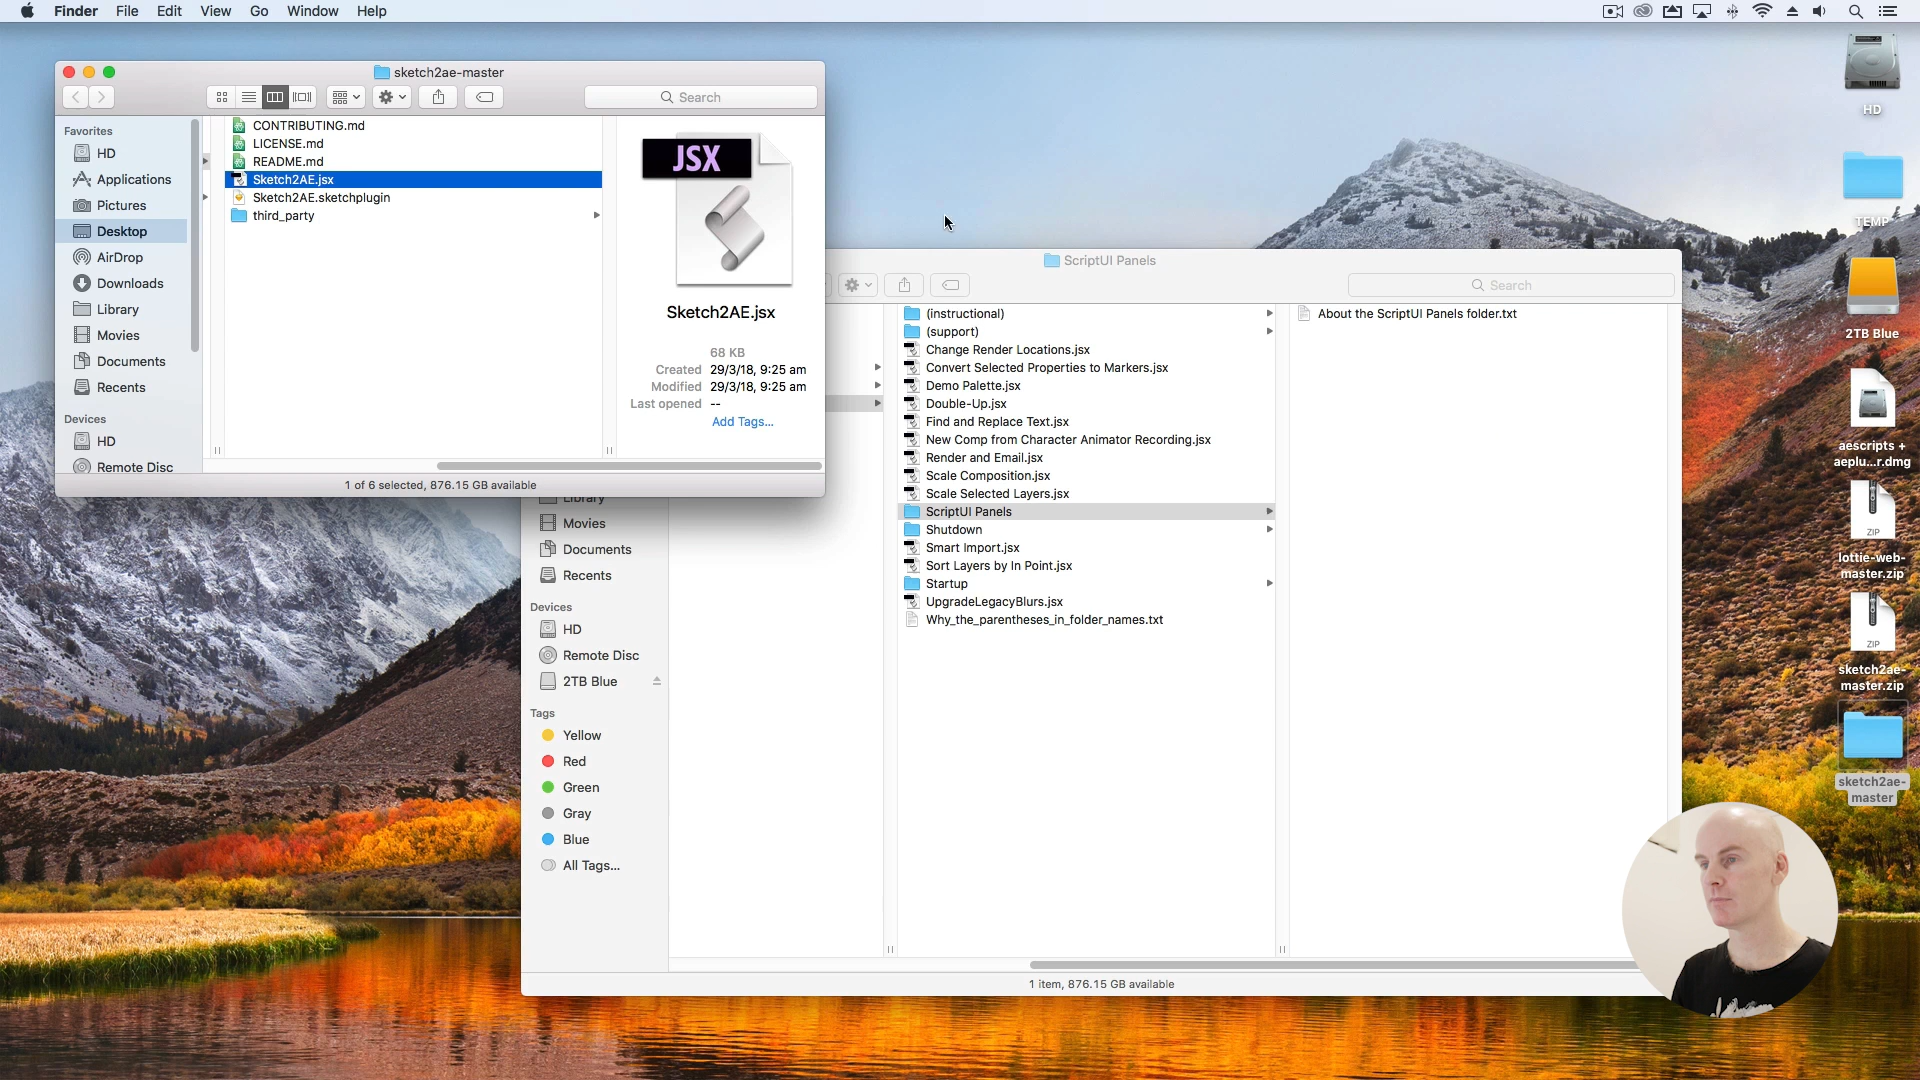 Finder File Edit View Go Window Help
sketch2ae-master
Search
Favorites
HD
Applications
Pictures
Desktop
AirDrop
Downloads
Library
Movies
Documents
Recents
Devices
HD
Remote Disc
CONTRIBUTING.md
LICENSE.md
README.md
Sketch2AE.jsx
Sketch2AE.sketchplugin
third_party
JSX
Sketch2AE.jsx
68 KB
Created 29/3/18, 9:25 am
Modified 29/3/18, 9:25 am
Last opened --
Add Tags...
1 of 6 selected, 876.15 GB available
ScriptUI Panels
Search
Library
Movies
Documents
Recents
Devices
HD
Remote Disc
2TB Blue
Tags
Yellow
Red
Green
Gray
Blue
All Tags...
(instructional)
(support)
Change Render Locations.jsx
Convert Selected Properties to Markers.jsx
Demo Palette.jsx
Double-Up.jsx
Find and Replace Text.jsx
New Comp from Character Animator Recording.jsx
Render and Email.jsx
Scale Composition.jsx
Scale Selected Layers.jsx
ScriptUI Panels
Shutdown
Smart Import.jsx
Sort Layers by In Point.jsx
Startup
UpgradeLegacyBlurs.jsx
Why_the_parentheses_in_folder_names.txt
About the ScriptUI Panels folder.txt
1 item, 876.15 GB available
HD
TEMP
2TB Blue
aescripts +
aeplu...r.dmg
ZIP
lottie-web-
master.zip
ZIP
sketch2ae-
master.zip
sketch2ae-
master